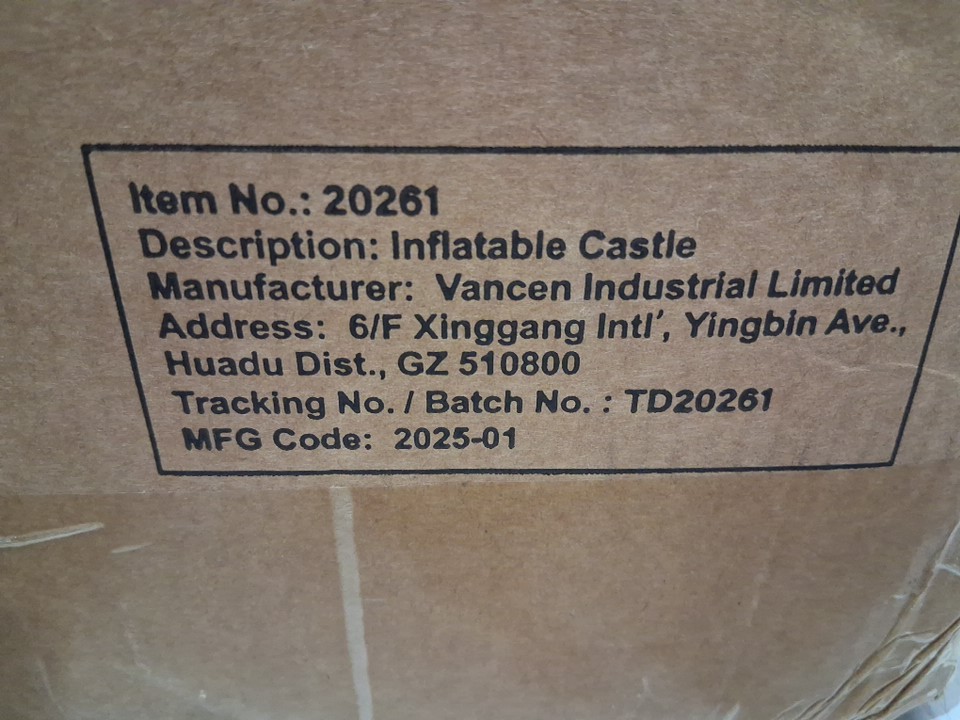 Item No.: 20261
Description: Inflatable Castle
Manufacturer: Vancen Industrial Limited
Address: 6/F Xinggang Intl', Yingbin Ave.,
Huadu Dist., GZ 510800
Tracking No. / Batch No. : TD20261
MFG Code: 2025-01